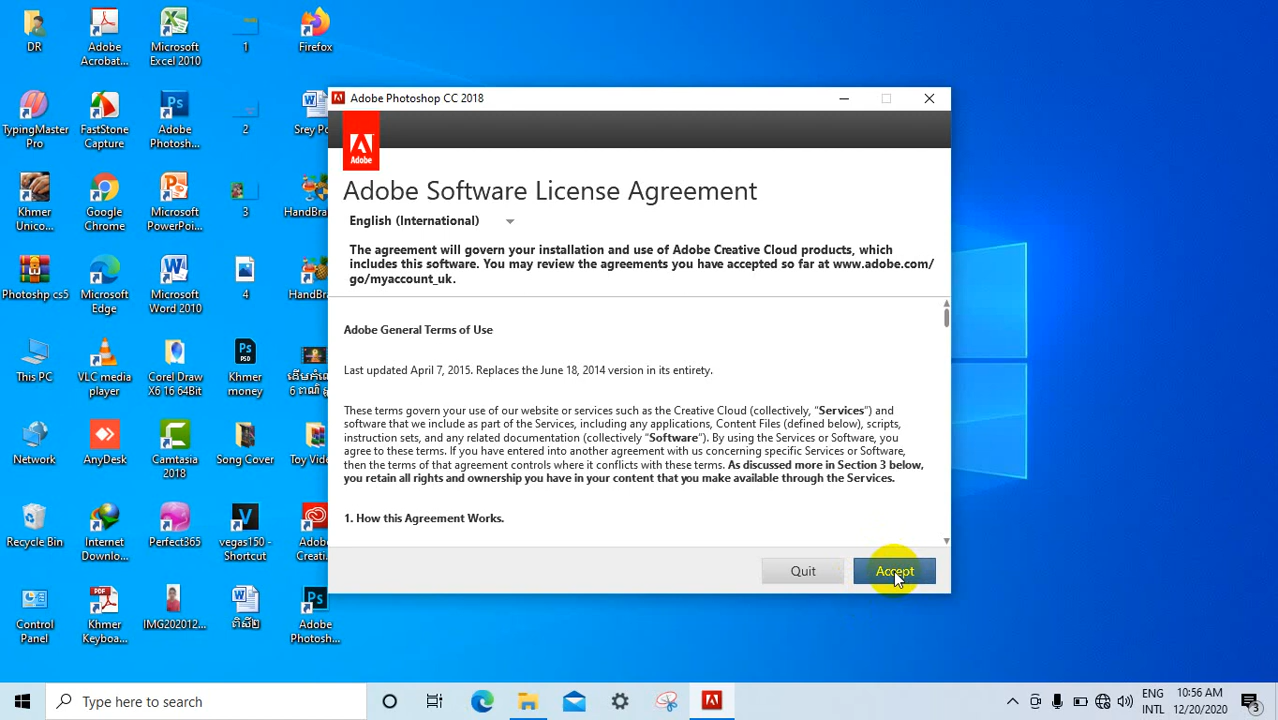 DR
Adobe Acrobat...
Microsoft Excel 2010
1
Firefox
TypingMaster Pro
FastStone Capture
Adobe Photosh...
2
Srey Po
Khmer Unico...
Google Chrome
Microsoft PowerPoi...
3
HandBra
Photoshp cs5
Microsoft Edge
Microsoft Word 2010
4
HandBra
This PC
VLC media player
Corel Draw X6 16 64Bit
Khmer money
Network
AnyDesk
Camtasia 2018
Song Cover
Toy Vide
Recycle Bin
Internet Downlo...
Perfect365
vegas150 - Shortcut
Adob
Creati
Control Panel
Khmer Keyboa...
IMG202012...
Adobe Photosh...
Adobe Photoshop CC 2018
Adobe
Adobe Software License Agreement
English (International)
The agreement will govern your installation and use of Adobe Creative Cloud products, which
includes this software. You may review the agreements you have accepted so far at www.adobe.com/
go/myaccount_uk.
Adobe General Terms of Use
Last updated April 7, 2015. Replaces the June 18, 2014 version in its entirety.
These terms govern your use of our website or services such as the Creative Cloud (collectively, “Services”) and
software that we include as part of the Services, including any applications, Content Files (defined below), scripts,
instruction sets, and any related documentation (collectively “Software”). By using the Services or Software, you
agree to these terms. If you have entered into another agreement with us concerning specific Services or Software,
then the terms of that agreement controls where it conflicts with these terms. As discussed more in Section 3 below,
you retain all rights and ownership you have in your content that you make available through the Services.
1. How this Agreement Works.
Quit
Accept
Type here to search
ENG
INTL
10:56 AM
12/20/2020
3